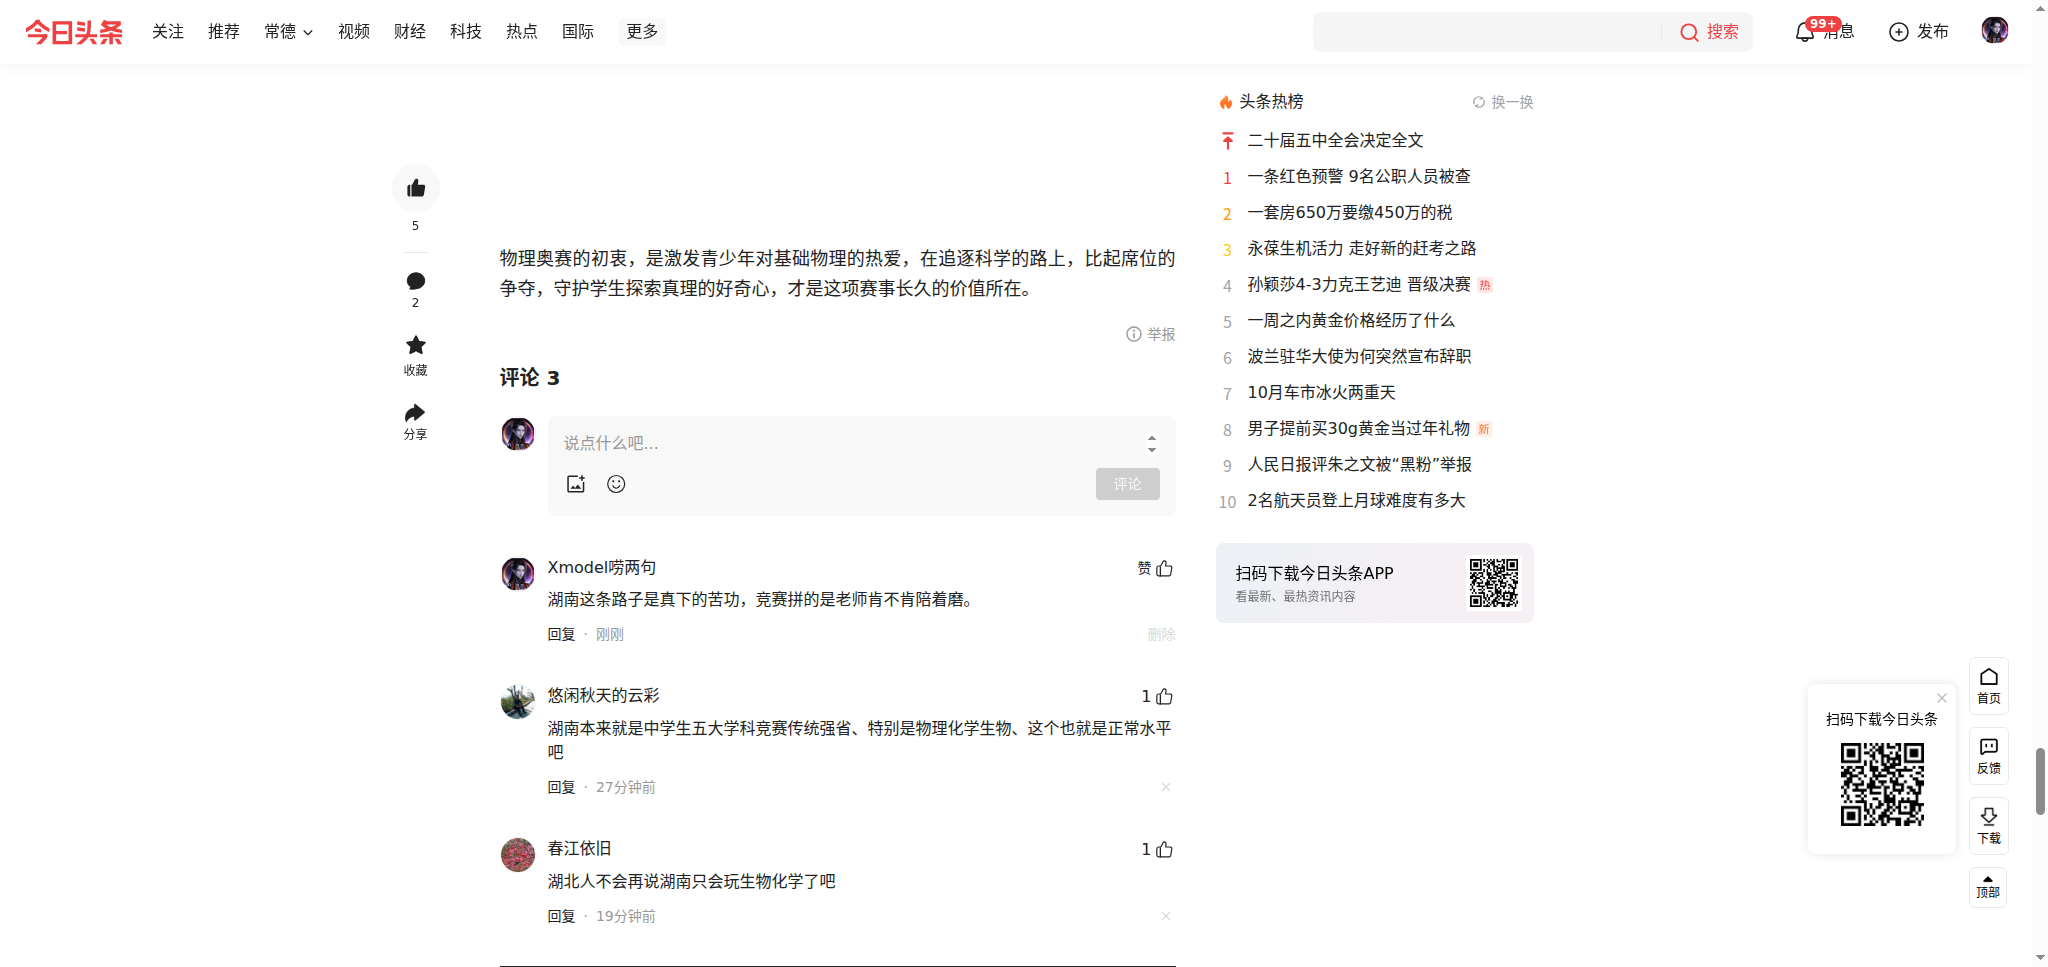 今日头条
关注 推荐 常德 视频 财经 科技 热点 国际 更多
搜索
99+
消息
发布
5
2
收藏
分享
物理奥赛的初衷，是激发青少年对基础物理的热爱，在追逐科学的路上，比起席位的
争夺，守护学生探索真理的好奇心，才是这项赛事长久的价值所在。
举报
评论 3
说点什么吧...
评论
Xmodel唠两句
赞
湖南这条路子是真下的苦功，竞赛拼的是老师肯不肯陪着磨。
回复 · 刚刚
删除
悠闲秋天的云彩
1
湖南本来就是中学生五大学科竞赛传统强省、特别是物理化学生物、这个也就是正常水平
吧
回复 · 27分钟前
春江依旧
1
湖北人不会再说湖南只会玩生物化学了吧
回复 · 19分钟前
头条热榜
换一换
二十届五中全会决定全文
1 一条红色预警 9名公职人员被查
2 一套房650万要缴450万的税
3 永葆生机活力 走好新的赶考之路
4 孙颖莎4-3力克王艺迪 晋级决赛 热
5 一周之内黄金价格经历了什么
6 波兰驻华大使为何突然宣布辞职
7 10月车市冰火两重天
8 男子提前买30g黄金当过年礼物 新
9 人民日报评朱之文被“黑粉”举报
10 2名航天员登上月球难度有多大
扫码下载今日头条APP
看最新、最热资讯内容
扫码下载今日头条
首页
反馈
下载
顶部